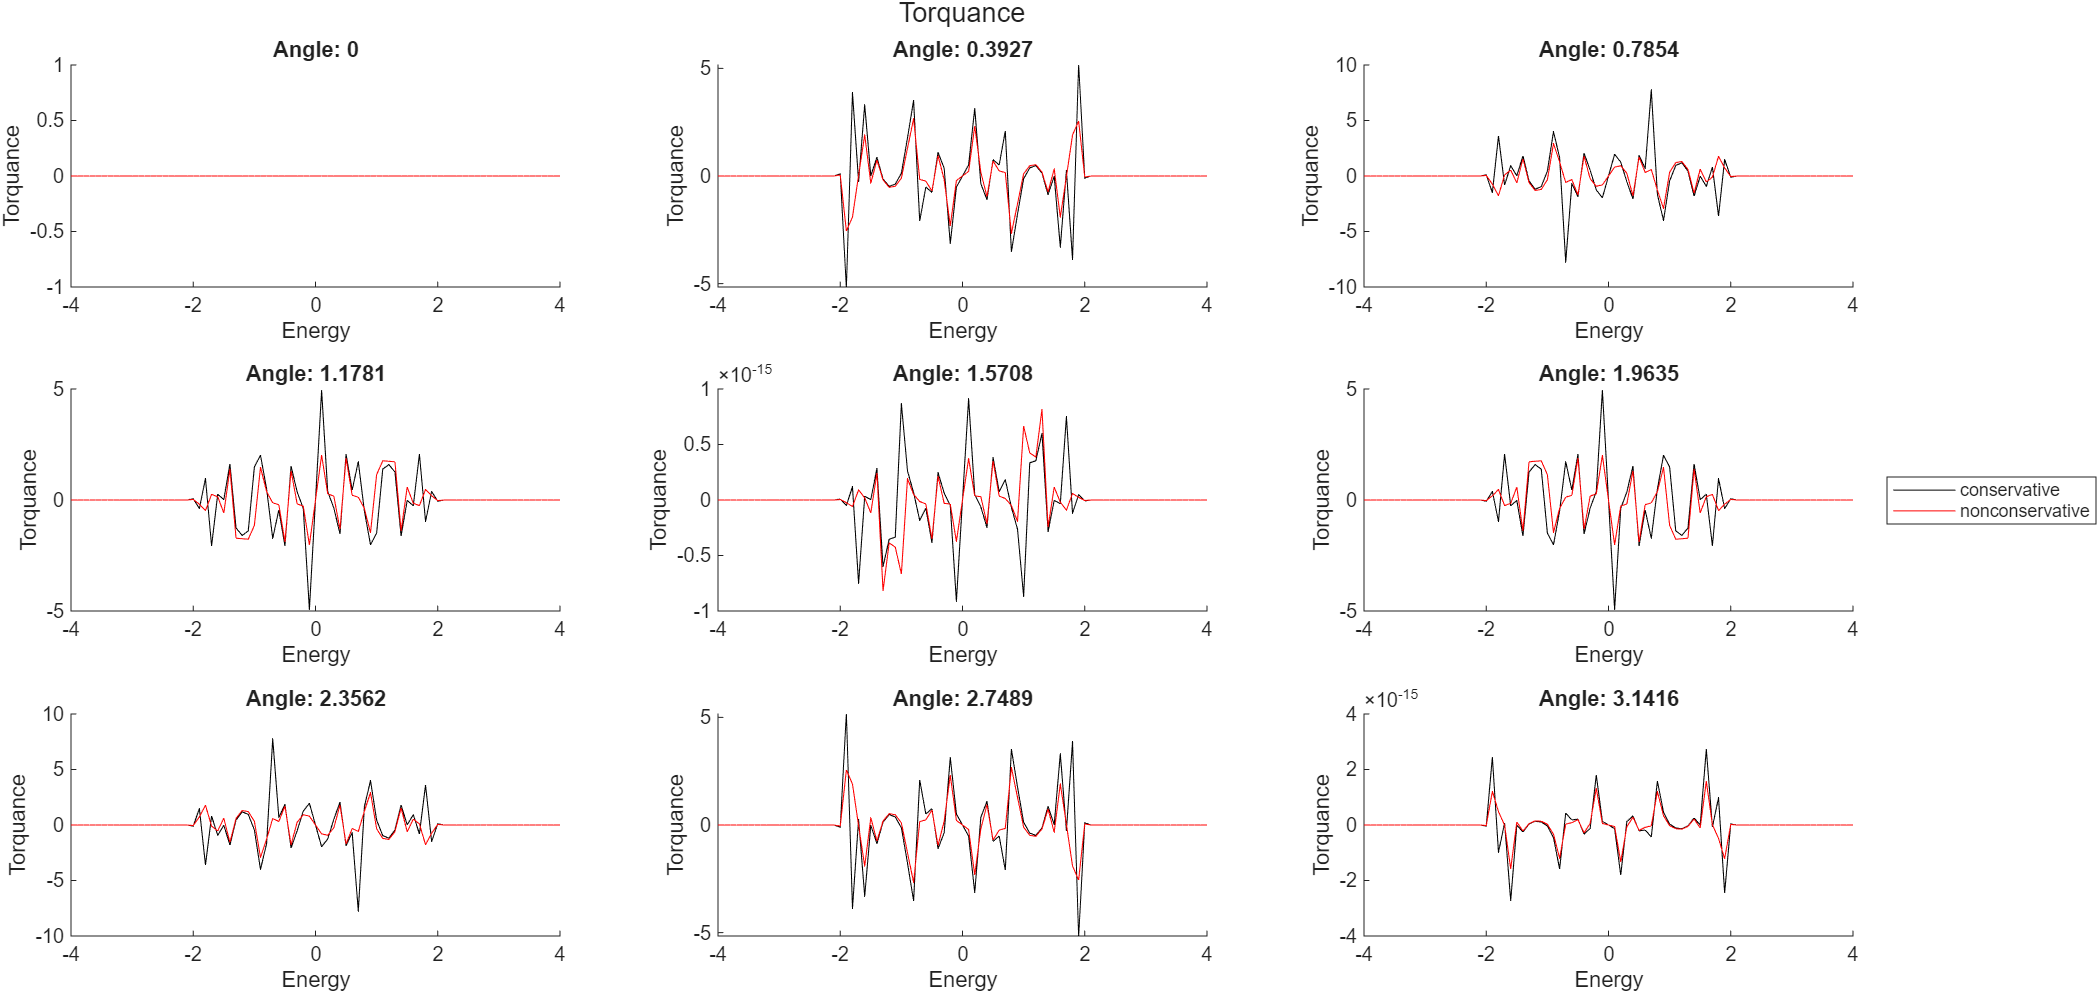 Torquance
Angle: 0
1
0.5
0
-0.5
-1
-4
-2
0
2
4
Energy
Torquance
Angle: 0.3927
5
0
-5
-4
-2
0
2
4
Energy
Torquance
Angle: 0.7854
10
5
0
-5
-10
-4
-2
0
2
4
Energy
Torquance
Angle: 1.1781
5
0
-5
-4
-2
0
2
4
Energy
Torquance
×10-15
Angle: 1.5708
1
0.5
0
-0.5
-1
-4
-2
0
2
4
Energy
Torquance
Angle: 1.9635
5
0
-5
-4
-2
0
2
4
Energy
Torquance
conservative
nonconservative
Angle: 2.3562
10
5
0
-5
-10
-4
-2
0
2
4
Energy
Torquance
Angle: 2.7489
5
0
-5
-4
-2
0
2
4
Energy
Torquance
×10-15
Angle: 3.1416
4
2
0
-2
-4
-4
-2
0
2
4
Energy
Torquance